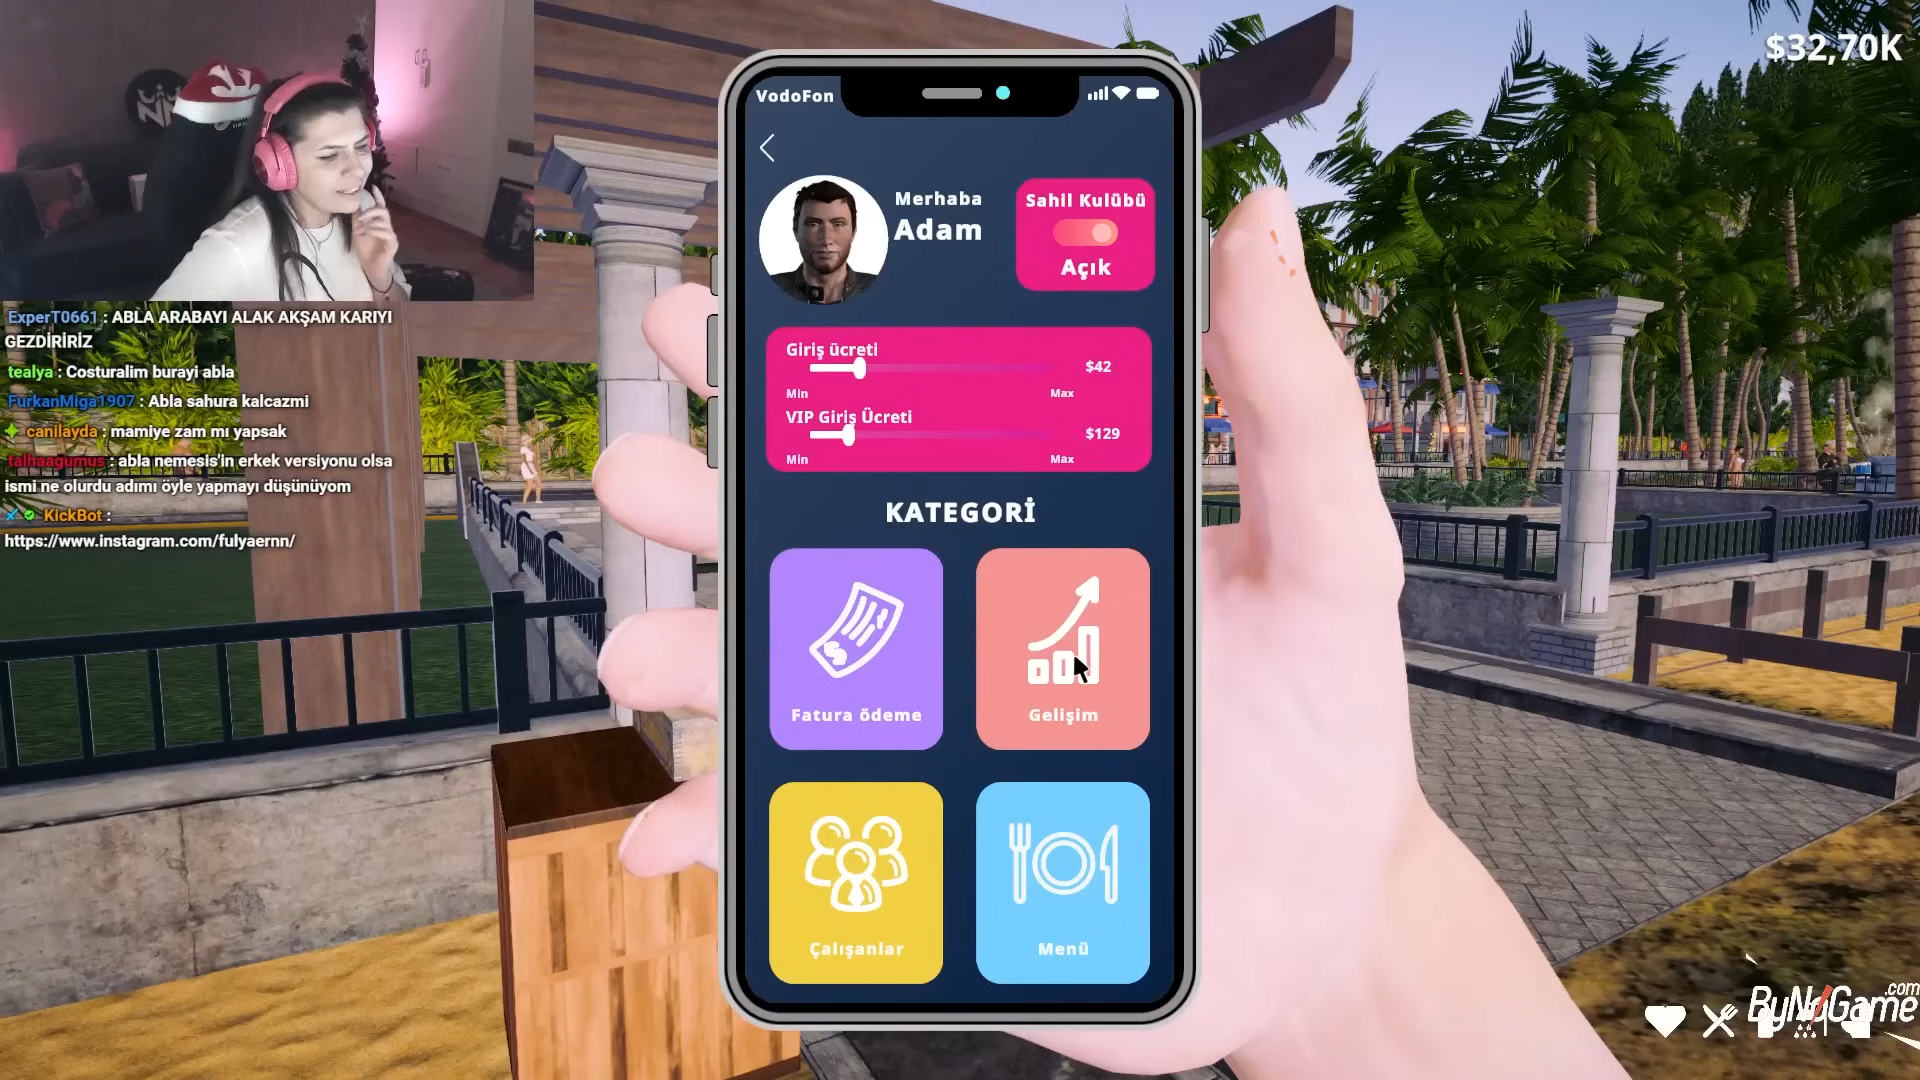 $32,70K
VodoFon
Merhaba
Adam
Sahil Kulübü
Açık
Giriş ücreti
$42
Min
Max
VIP Giriş Ücreti
$129
Min
Max
KATEGORİ
Fatura ödeme
Gelişim
Çalışanlar
Menü
ExperT0661 : ABLA ARABAYI ALAK AKŞAM KARIYI
GEZDİRİRİZ
tealya : Costuralim burayi abla
FurkanMiga1907 : Abla sahura kalcazmi
canilayda : mamiye zam mı yapsak
talhaagumus : abla nemesis'in erkek versiyonu olsa
ismi ne olurdu adımı öyle yapmayı düşünüyom
KickBot :
https://www.instagram.com/fulyaernn/
ByNoGame.com